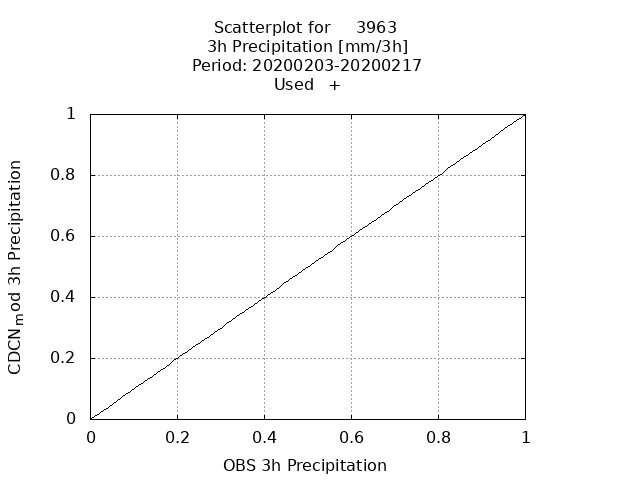 Scatterplot for 3963
3h Precipitation [mm/3h]
Period: 20200203-20200217
Used +
1
0.8
0.6
0.4
0.2
0
0 0.2 0.4 0.6 0.8 1
CDCNmod 3h Precipitation
OBS 3h Precipitation